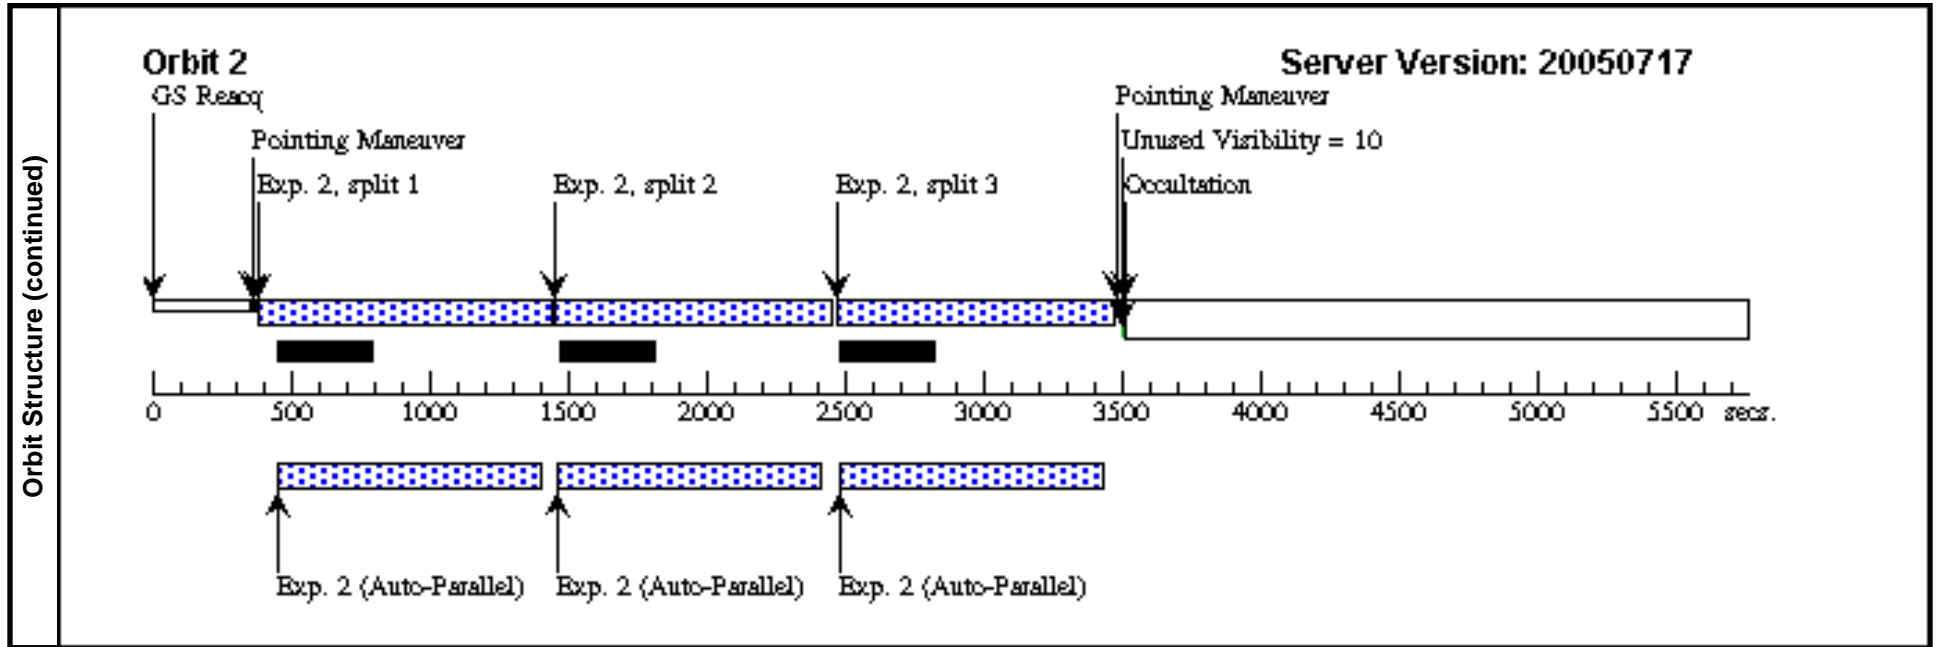 Orbit Structure (continued)
Orbit 2
Server Version: 20050717
GS Reacq
Pointing Maneuver
Pointing Maneuver
Unused Visibility = 10
Exp. 2, split 1
Exp. 2, split 2
Exp. 2, split 3
Occultation
0 500 1000 1500 2000 2500 3000 3500 4000 4500 5000 5500 secs.
Exp. 2 (Auto-Parallel) Exp. 2 (Auto-Parallel) Exp. 2 (Auto-Parallel)